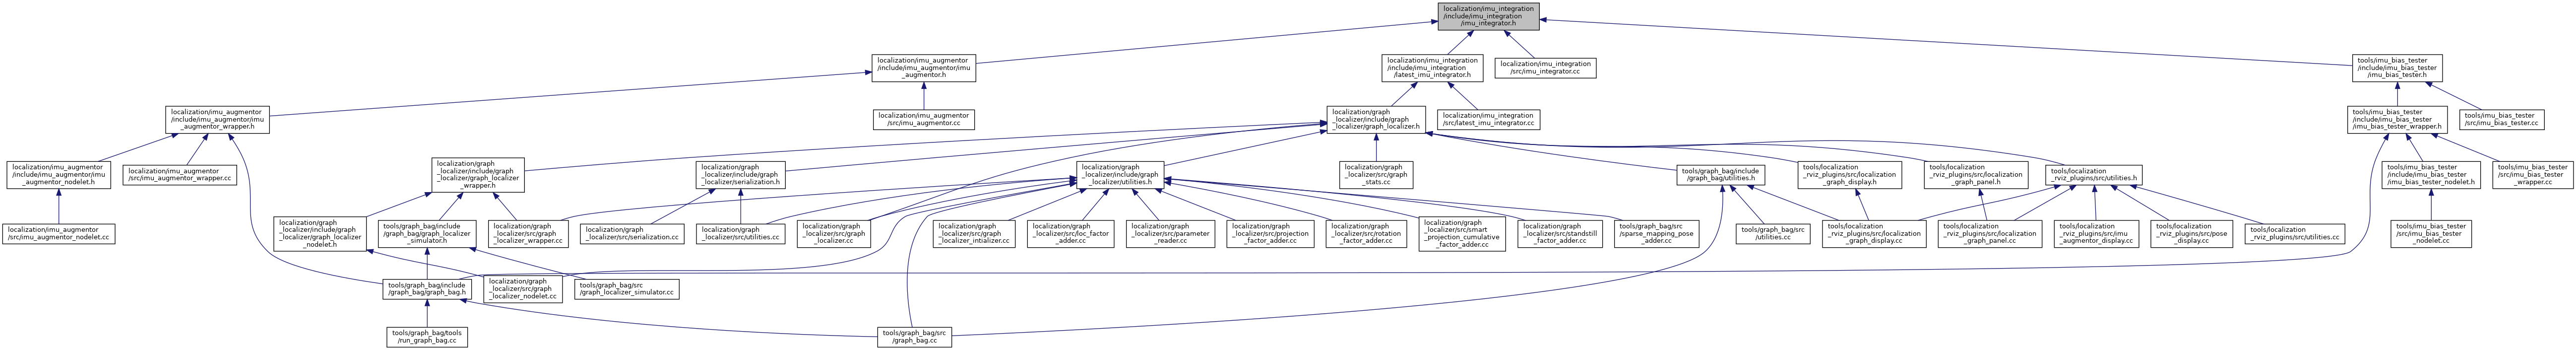 localization/imu_integration
/include/imu_integration
/imu_integrator.h
localization/imu_augmentor
/include/imu_augmentor/imu
_augmentor.h
localization/imu_integration
/include/imu_integration
/latest_imu_integrator.h
localization/imu_integration
/src/imu_integrator.cc
tools/imu_bias_tester
/include/imu_bias_tester
/imu_bias_tester.h
localization/imu_augmentor
/include/imu_augmentor/imu
_augmentor_wrapper.h
localization/imu_augmentor
/src/imu_augmentor.cc
localization/graph
_localizer/include/graph
_localizer/graph_localizer.h
localization/imu_integration
/src/latest_imu_integrator.cc
tools/imu_bias_tester
/include/imu_bias_tester
/imu_bias_tester_wrapper.h
tools/imu_bias_tester
/src/imu_bias_tester.cc
localization/imu_augmentor
/include/imu_augmentor/imu
_augmentor_nodelet.h
localization/imu_augmentor
/src/imu_augmentor_wrapper.cc
localization/graph
_localizer/include/graph
_localizer/graph_localizer
_wrapper.h
localization/graph
_localizer/include/graph
_localizer/serialization.h
localization/graph
_localizer/include/graph
_localizer/utilities.h
localization/graph
_localizer/src/graph
_stats.cc
tools/graph_bag/include
/graph_bag/utilities.h
tools/localization
_rviz_plugins/src/localization
_graph_display.h
tools/localization
_rviz_plugins/src/localization
_graph_panel.h
tools/localization
_rviz_plugins/src/utilities.h
tools/imu_bias_tester
/include/imu_bias_tester
/imu_bias_tester_nodelet.h
tools/imu_bias_tester
/src/imu_bias_tester
_wrapper.cc
localization/imu_augmentor
/src/imu_augmentor_nodelet.cc
localization/graph
_localizer/include/graph
_localizer/graph_localizer
_nodelet.h
tools/graph_bag/include
/graph_bag/graph_localizer
_simulator.h
localization/graph
_localizer/src/graph
_localizer_wrapper.cc
localization/graph
_localizer/src/serialization.cc
localization/graph
_localizer/src/utilities.cc
localization/graph
_localizer/src/graph
_localizer.cc
localization/graph
_localizer/src/graph
_localizer_intializer.cc
localization/graph
_localizer/src/loc_factor
_adder.cc
localization/graph
_localizer/src/parameter
_reader.cc
localization/graph
_localizer/src/projection
_factor_adder.cc
localization/graph
_localizer/src/rotation
_factor_adder.cc
localization/graph
_localizer/src/smart
_projection_cumulative
_factor_adder.cc
localization/graph
_localizer/src/standstill
_factor_adder.cc
tools/graph_bag/src
/sparse_mapping_pose
_adder.cc
tools/graph_bag/src
/utilities.cc
tools/localization
_rviz_plugins/src/localization
_graph_display.cc
tools/localization
_rviz_plugins/src/localization
_graph_panel.cc
tools/localization
_rviz_plugins/src/imu
_augmentor_display.cc
tools/localization
_rviz_plugins/src/pose
_display.cc
tools/localization
_rviz_plugins/src/utilities.cc
tools/imu_bias_tester
/src/imu_bias_tester
_nodelet.cc
tools/graph_bag/include
/graph_bag/graph_bag.h
localization/graph
_localizer/src/graph
_localizer_nodelet.cc
tools/graph_bag/src
/graph_localizer_simulator.cc
tools/graph_bag/tools
/run_graph_bag.cc
tools/graph_bag/src
/graph_bag.cc